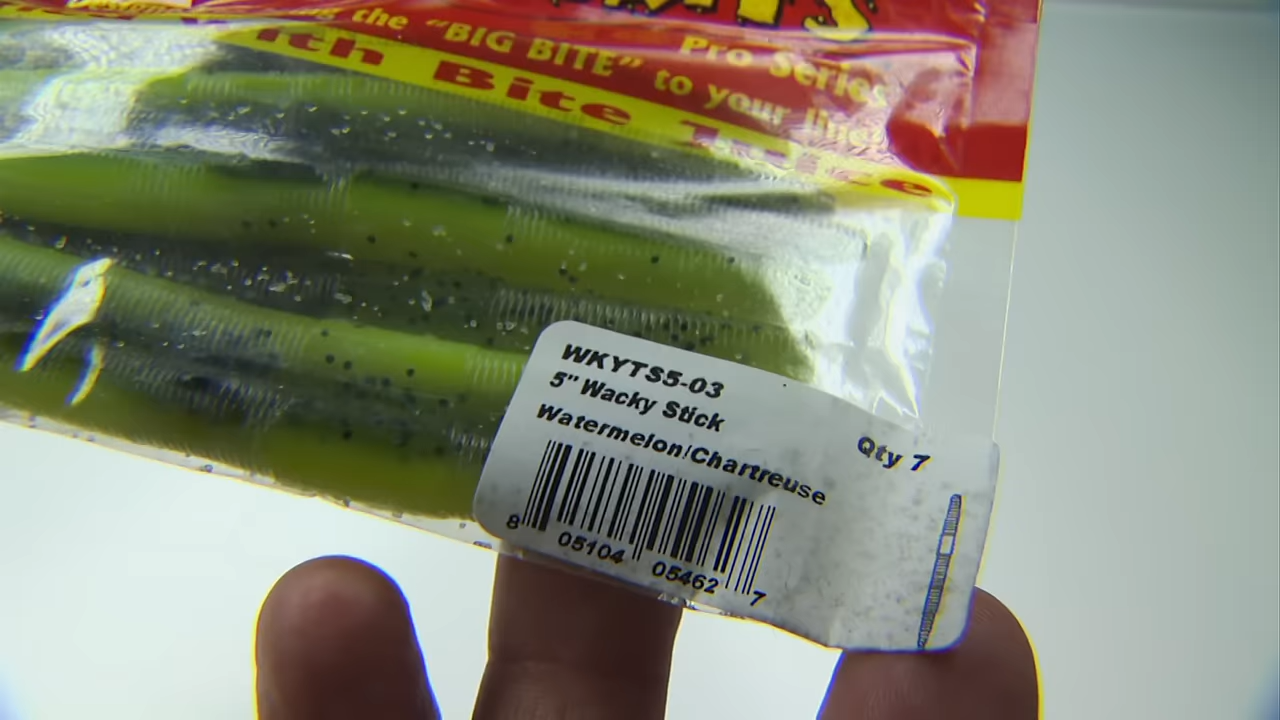 the "BIG BITE" to your line!
Pro Series
Bite
WKYTS5-03
5" Wacky Stick
Watermelon/Chartreuse
Qty 7
8 05104 05462 7